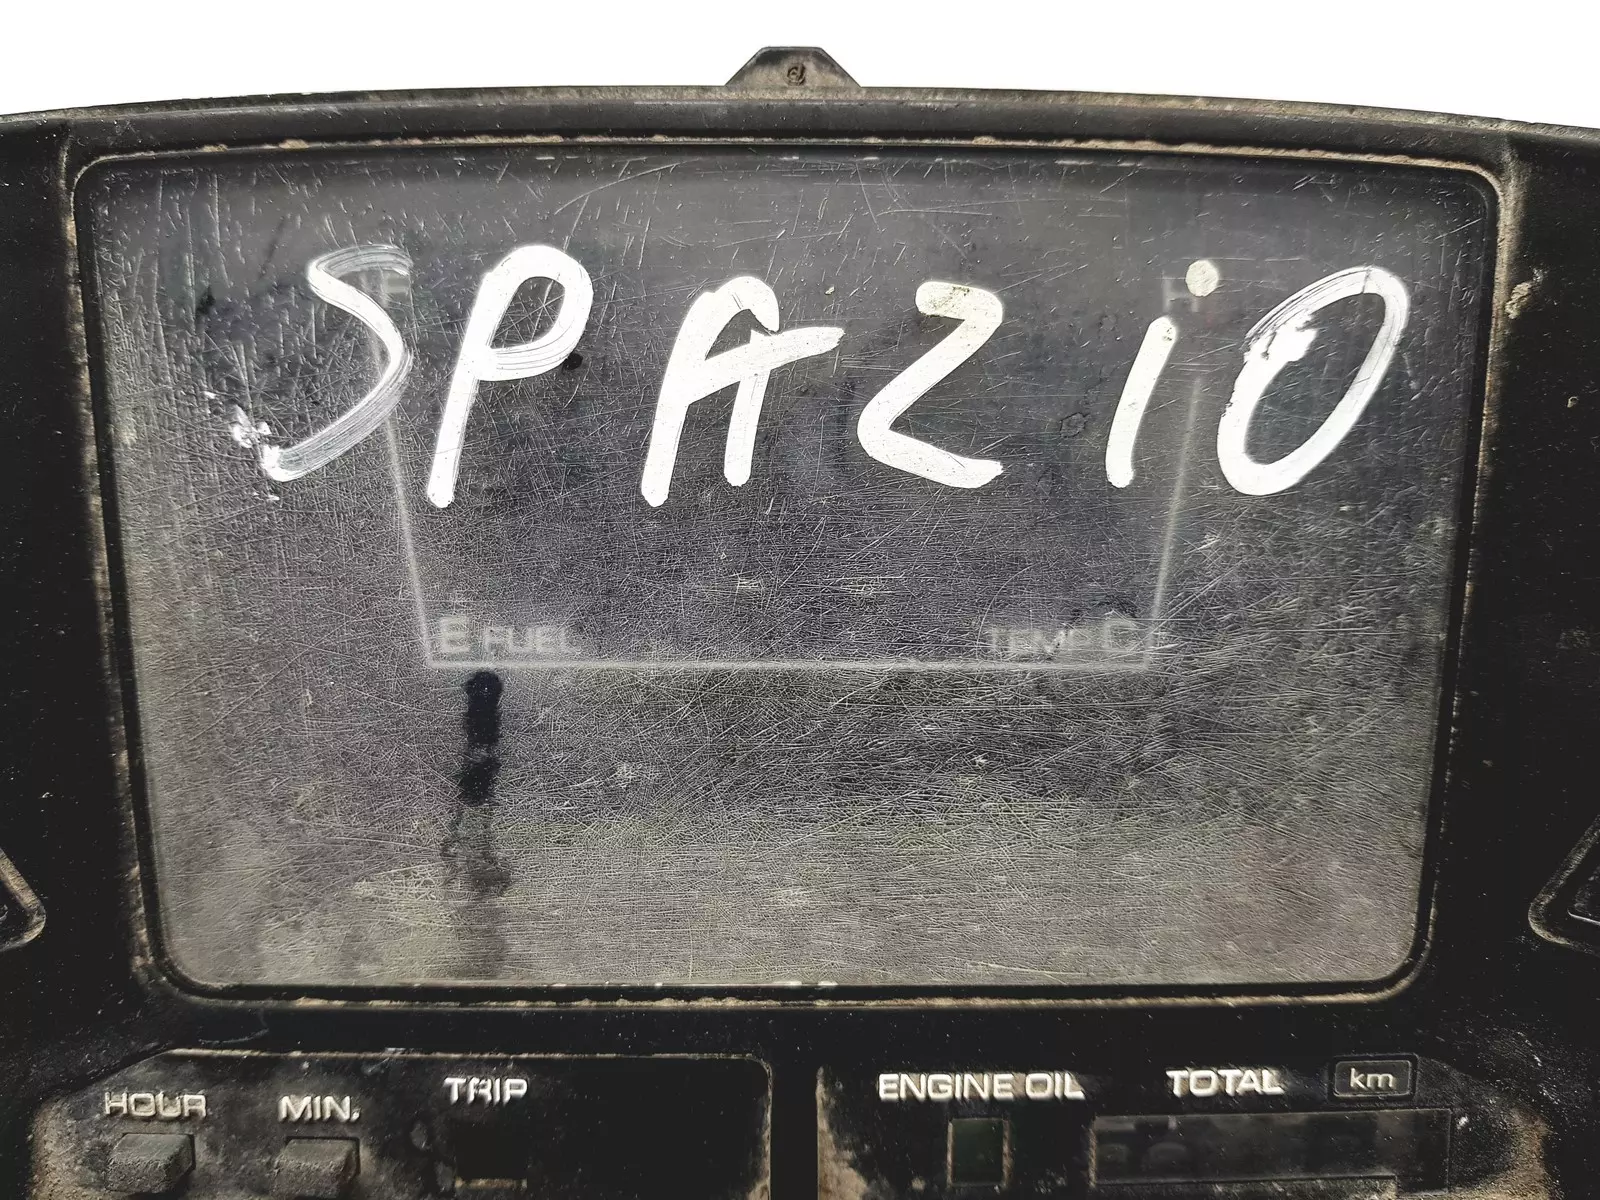 SPAZiO
F H
E FUEL TEMP C
HOUR MIN. TRIP ENGINE OIL TOTAL km